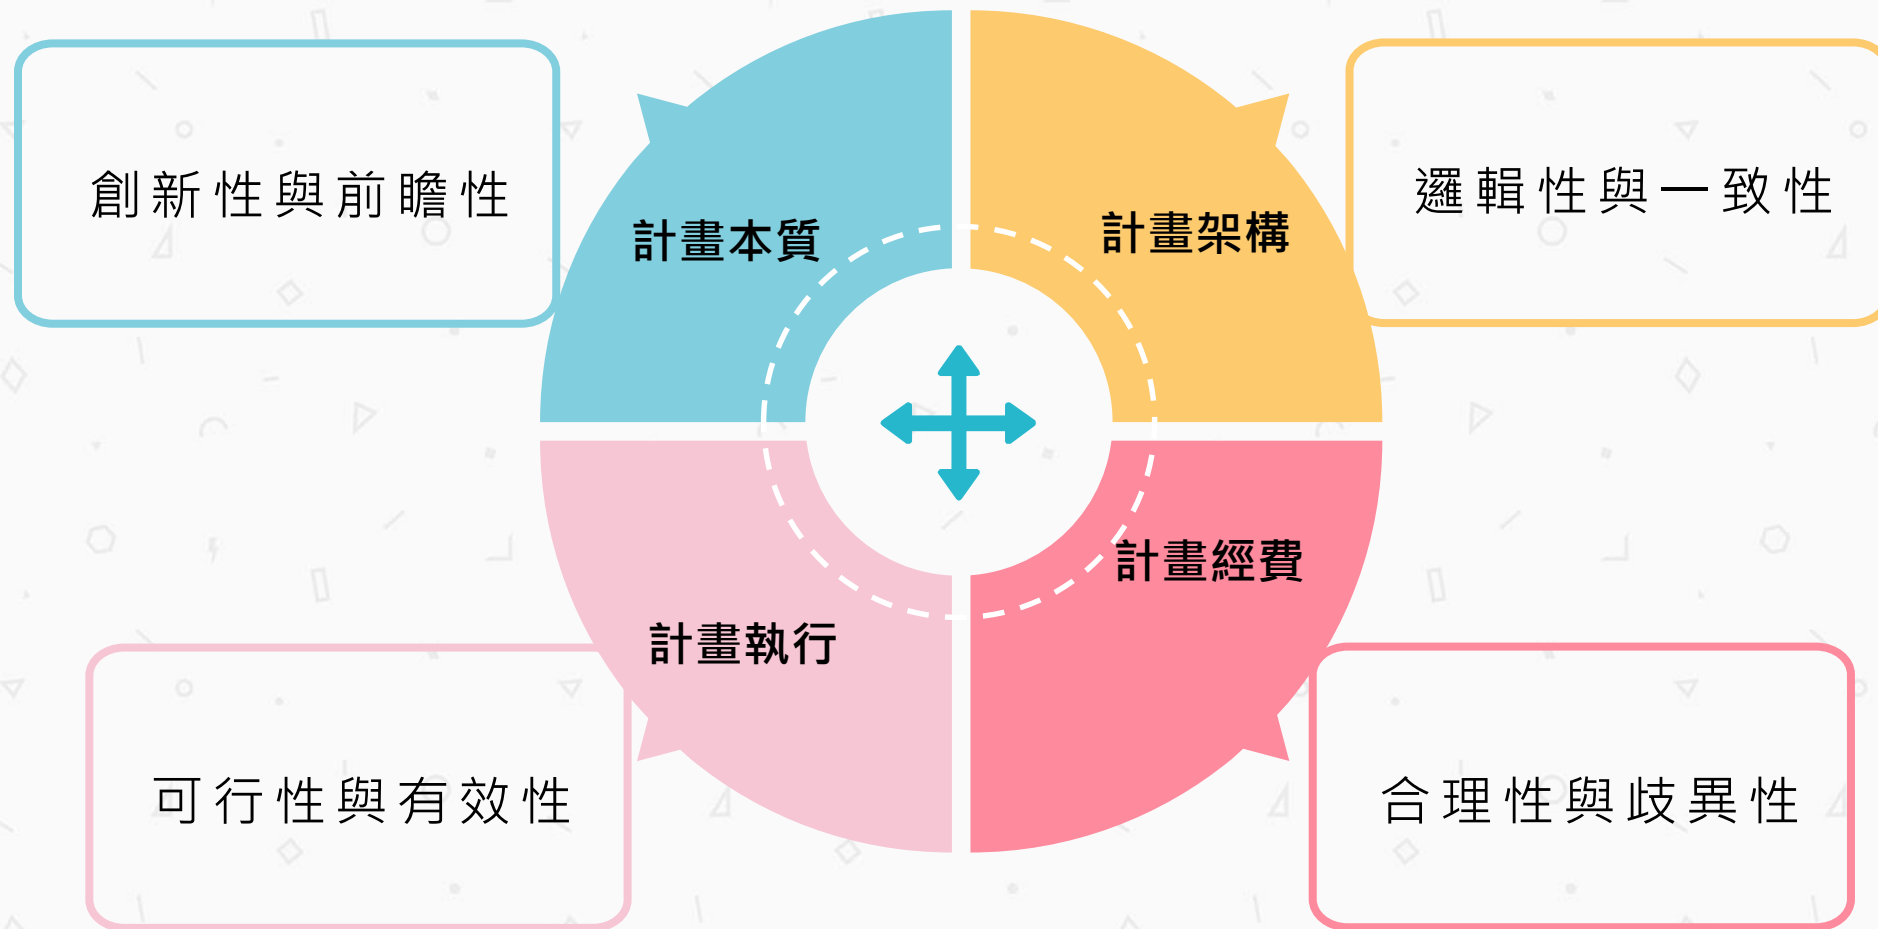 創新性與前瞻性
計畫本質
計畫架構
邏輯性與一致性
計畫執行
計畫經費
可行性與有效性
合理性與歧異性